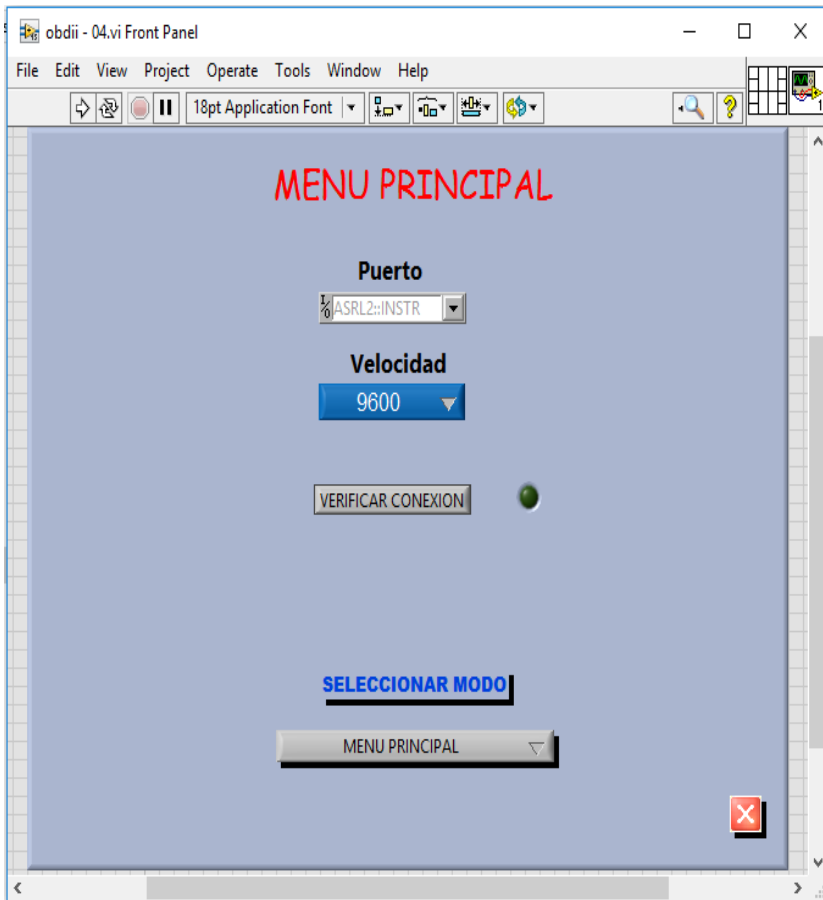 obdii - 04.vi Front Panel
File Edit View Project Operate Tools Window Help
18pt Application Font
MENU PRINCIPAL
Puerto
I/O ASRL2::INSTR
Velocidad
9600
VERIFICAR CONEXION
SELECCIONAR MODO
MENU PRINCIPAL